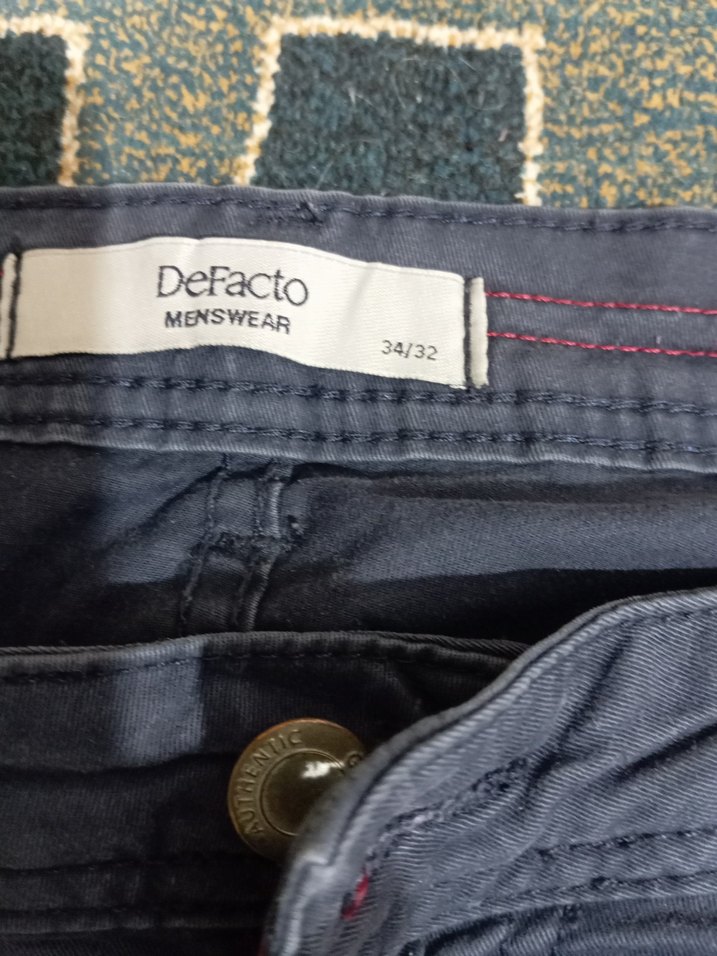 DeFacto
MENSWEAR
34/32
AUTHENTIC